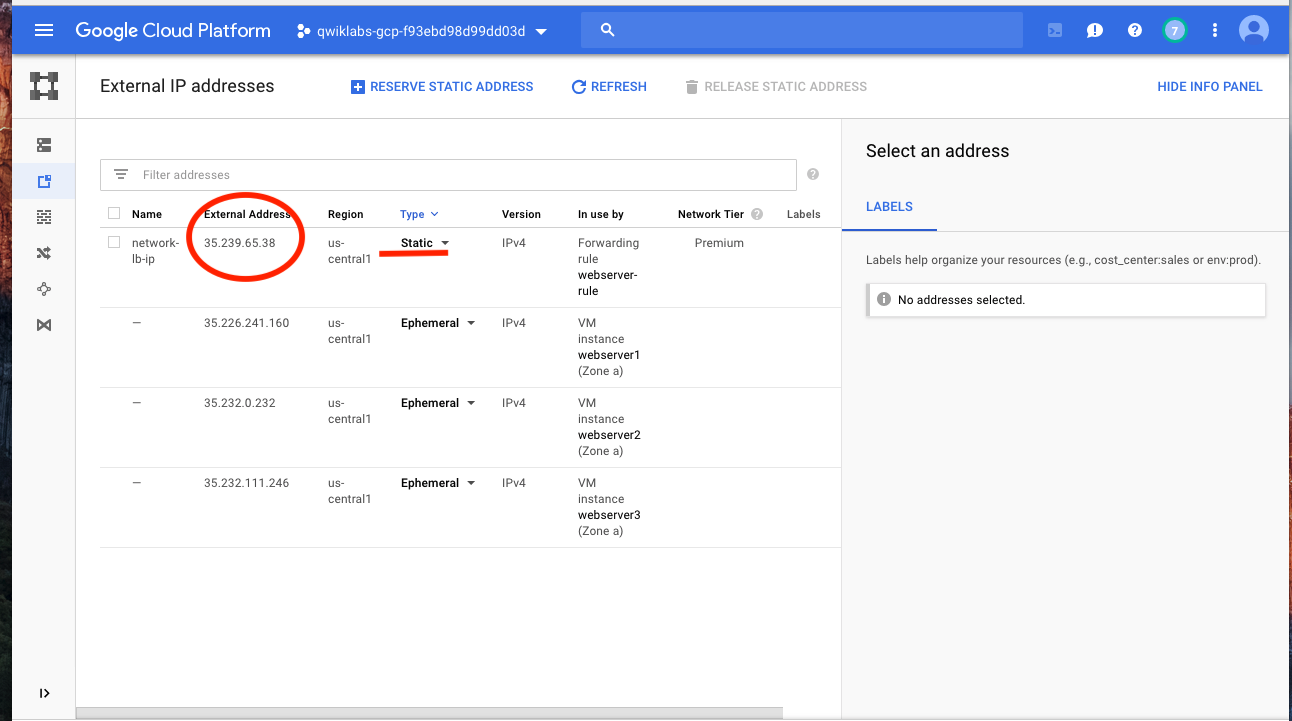 Google Cloud Platform
qwiklabs-gcp-f93ebd98d99dd03d
7
External IP addresses
RESERVE STATIC ADDRESS
REFRESH
RELEASE STATIC ADDRESS
HIDE INFO PANEL
Filter addresses
Name External Address Region Type Version In use by Network Tier Labels
network- 35.239.65.38 us- Static IPv4 Forwarding Premium
lb-ip central1 rule
webserver-
rule
— 35.226.241.160 us- Ephemeral IPv4 VM
central1 instance
webserver1
(Zone a)
— 35.232.0.232 us- Ephemeral IPv4 VM
central1 instance
webserver2
(Zone a)
— 35.232.111.246 us- Ephemeral IPv4 VM
central1 instance
webserver3
(Zone a)
Select an address
LABELS
Labels help organize your resources (e.g., cost_center:sales or env:prod).
No addresses selected.